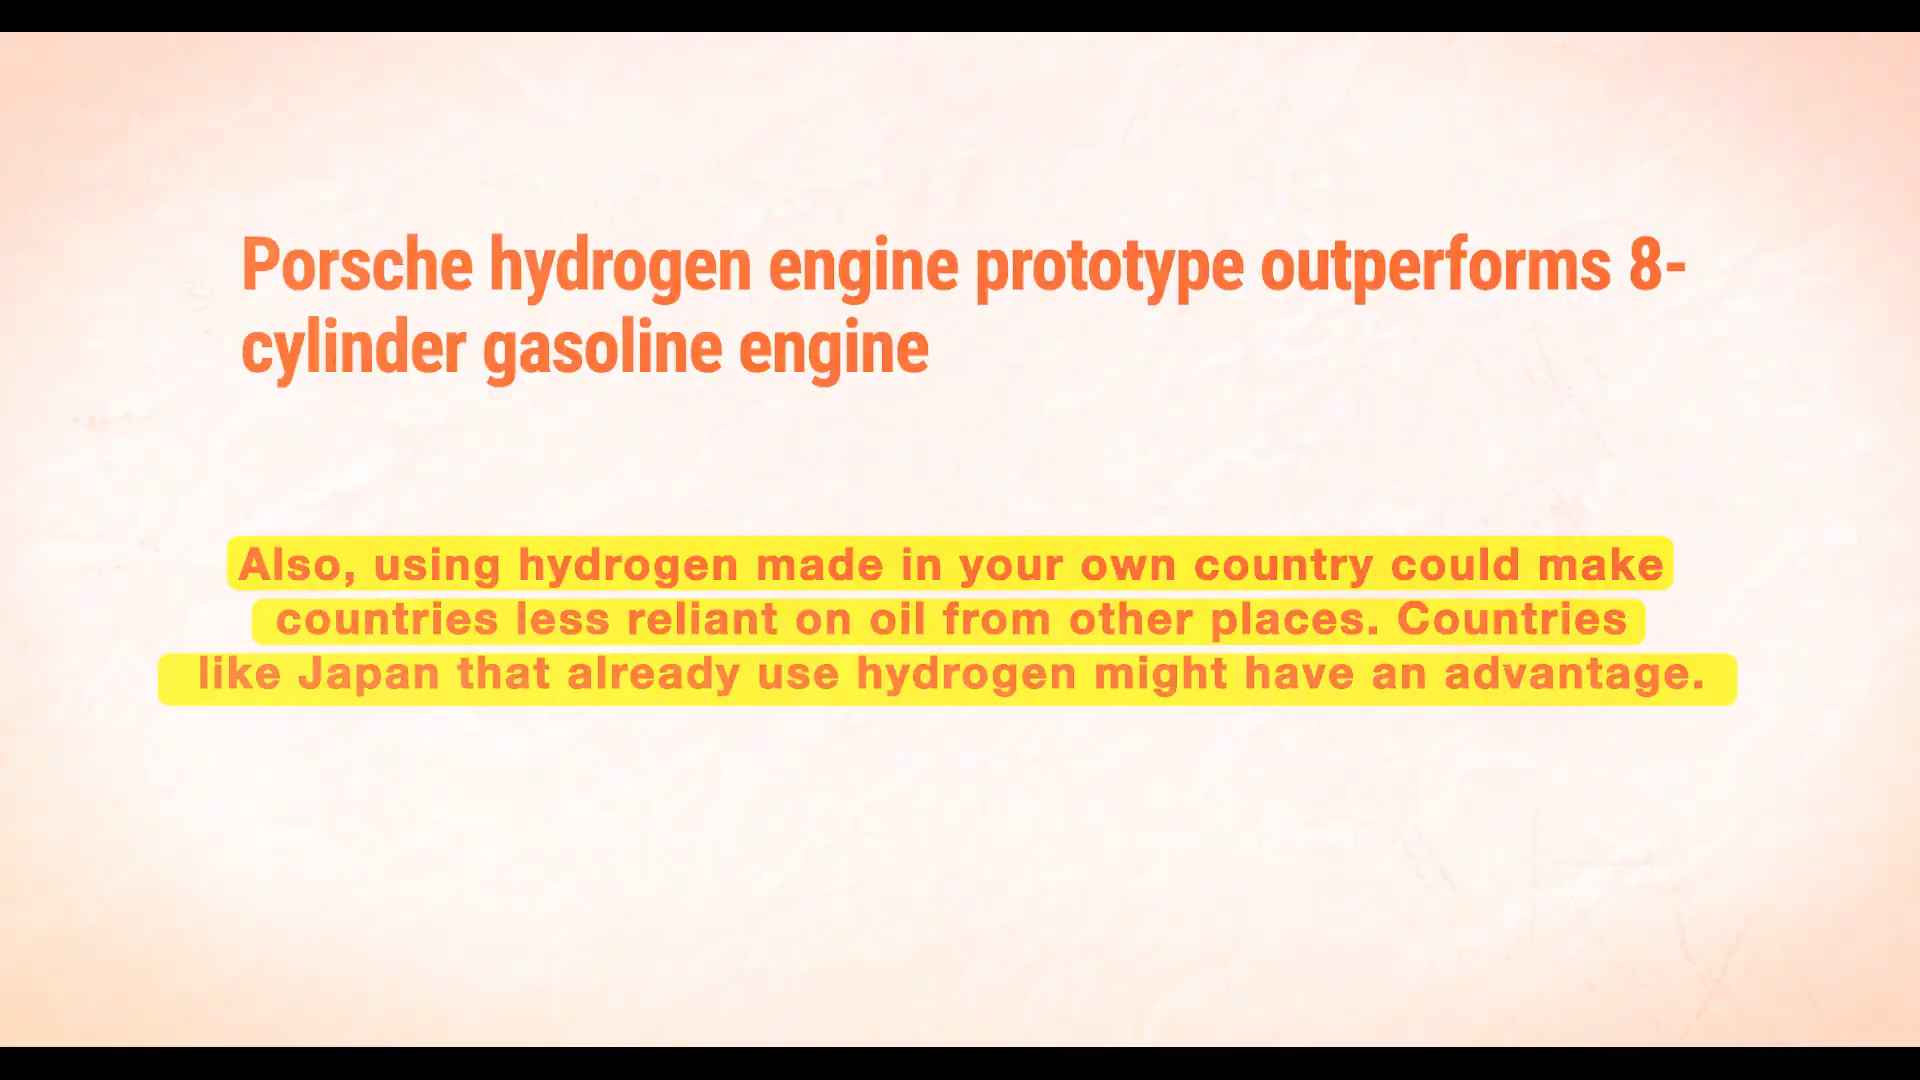 Porsche hydrogen engine prototype outperforms 8-
cylinder gasoline engine
Also, using hydrogen made in your own country could make
countries less reliant on oil from other places. Countries
like Japan that already use hydrogen might have an advantage.